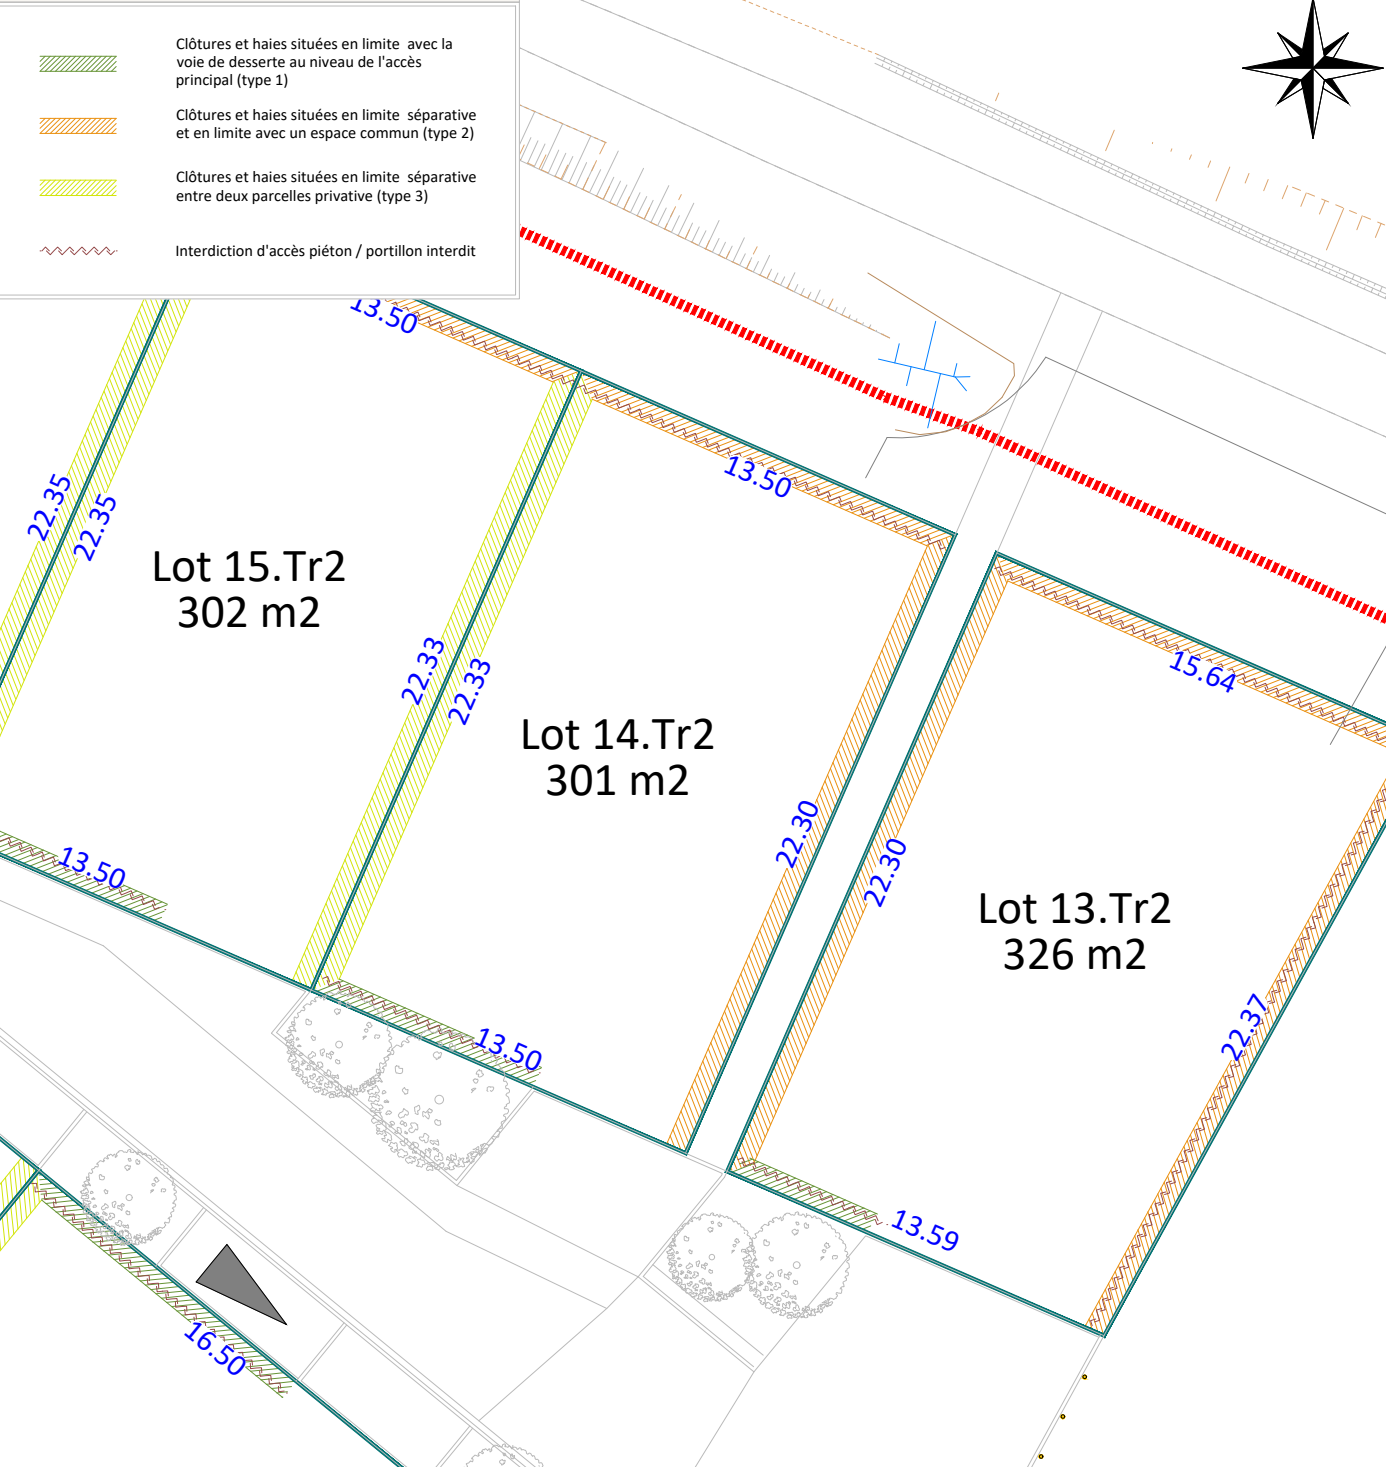 Clôtures et haies situées en limite  avec la
voie de desserte au niveau de l'accès
principal (type 1)
Clôtures et haies situées en limite  séparative
et en limite avec un espace commun (type 2)
Clôtures et haies situées en limite  séparative
entre deux parcelles privative (type 3)
Interdiction d'accès piéton / portillon interdit
13.50
13.50
22.35
22.35
Lot 15.Tr2
302 m2
22.33
22.33
15.64
Lot 14.Tr2
301 m2
22.30
22.30
13.50
Lot 13.Tr2
326 m2
22.37
13.50
13.59
16.50